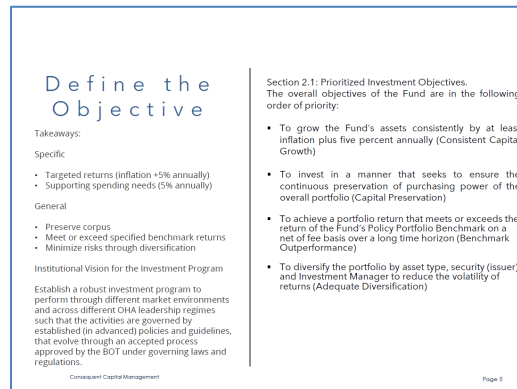 Define the
Objective
Takeaways:
Specific
• Targeted returns (inflation +5% annually)
• Supporting spending needs (5% annually)
General
• Preserve corpus
• Meet or exceed specified benchmark returns
• Minimize risks through diversification
Institutional Vision for the Investment Program
Establish a robust investment program to
perform through different market environments
and across different OHA leadership regimes
such that the activities are governed by
established (in advanced) policies and guidelines,
that evolve through an accepted process
approved by the BOT under governing laws and
regulations.
Section 2.1: Prioritized Investment Objectives.
The overall objectives of the Fund are in the following
order of priority:
▪ To grow the Fund's assets consistently by at least
inflation plus five percent annually (Consistent Capital
Growth)
▪ To invest in a manner that seeks to ensure the
continuous preservation of purchasing power of the
overall portfolio (Capital Preservation)
▪ To achieve a portfolio return that meets or exceeds the
return of the Fund's Policy Portfolio Benchmark on a
net of fee basis over a long time horizon (Benchmark
Outperformance)
▪ To diversify the portfolio by asset type, security (issuer)
and Investment Manager to reduce the volatility of
returns (Adequate Diversification)
Consequent Capital Management
Page 5